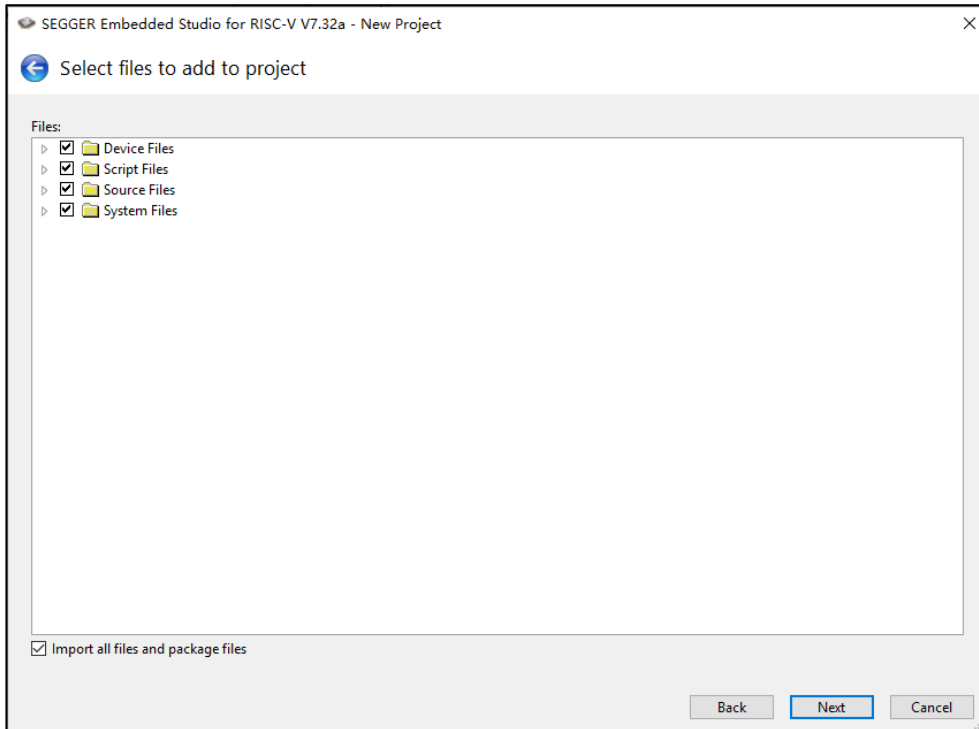 SEGGER Embedded Studio for RISC-V V7.32a - New Project
Select files to add to project
Files:
Device Files
Script Files
Source Files
System Files
Import all files and package files
Back Next Cancel